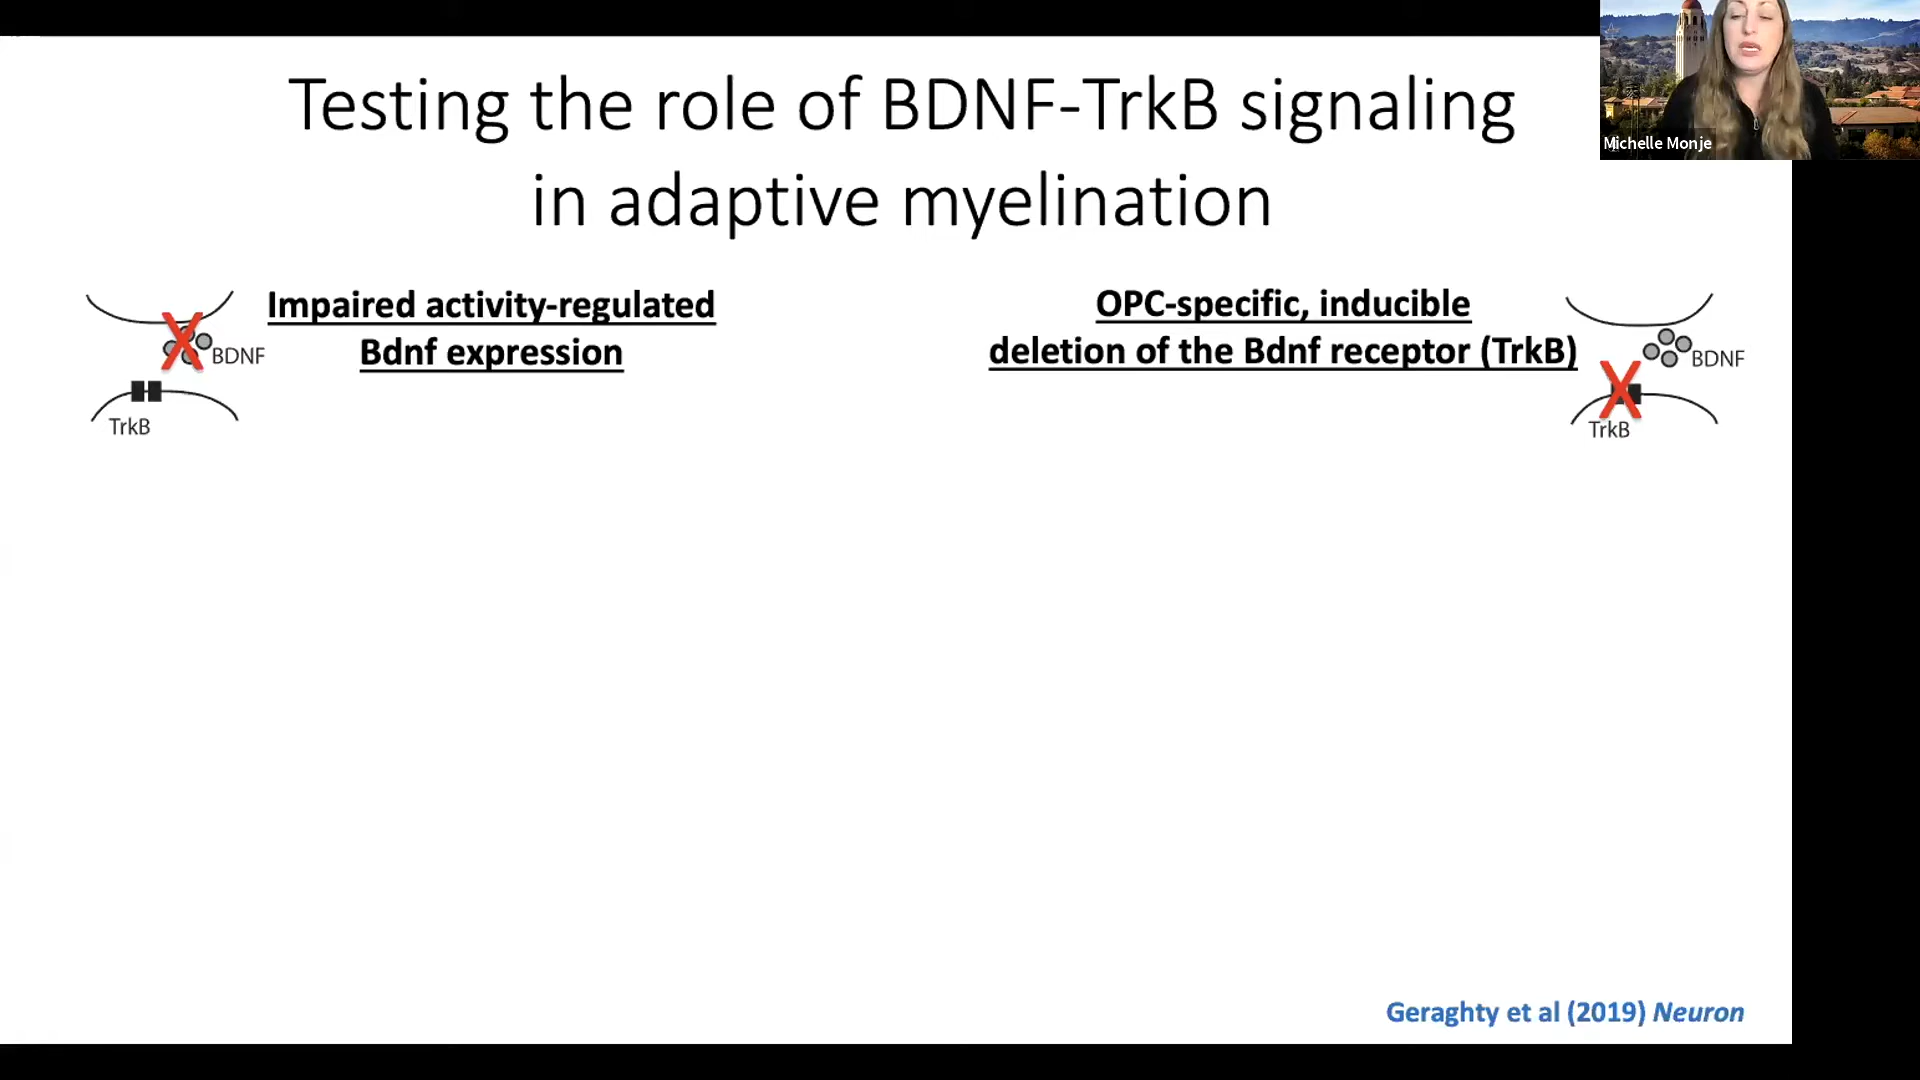 Testing the role of BDNF-TrkB signaling
in adaptive myelination
Michelle Monje
Impaired activity-regulated
Bdnf expression
BDNF
TrkB
OPC-specific, inducible
deletion of the Bdnf receptor (TrkB)
BDNF
TrkB
Geraghty et al (2019) Neuron